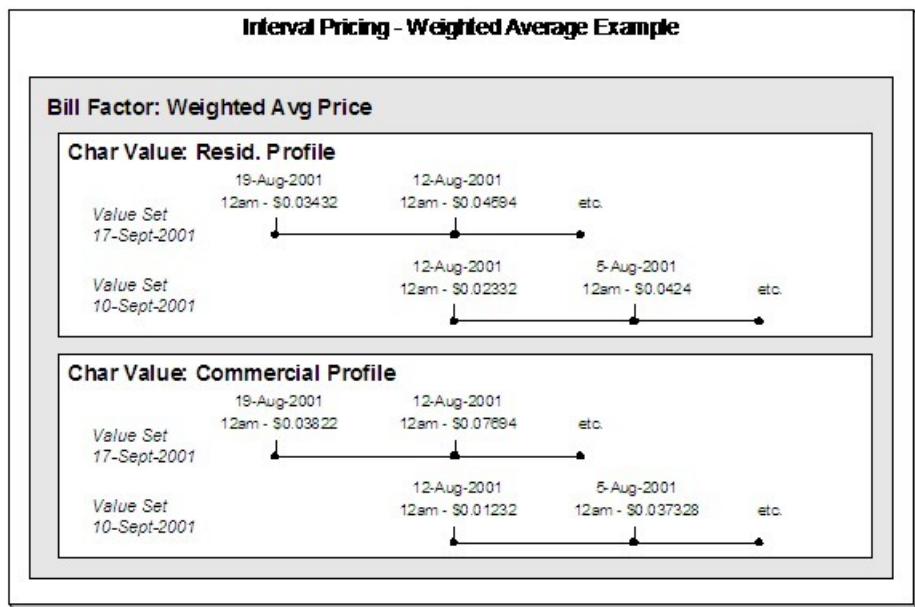 Interval Pricing - Weighted Average Example
Bill Factor: Weighted Avg Price
Char Value: Resid. Profile
19-Aug-2001 12-Aug-2001
12am - $0.03432 12am - $0.04594 etc.
Value Set
17-Sept-2001
12-Aug-2001 5-Aug-2001
12am - $0.02332 12am - $0.0424 etc.
Value Set
10-Sept-2001
Char Value: Commercial Profile
19-Aug-2001 12-Aug-2001
12am - $0.03822 12am - $0.07694 etc.
Value Set
17-Sept-2001
12-Aug-2001 5-Aug-2001
12am - $0.01232 12am - $0.037328 etc.
Value Set
10-Sept-2001